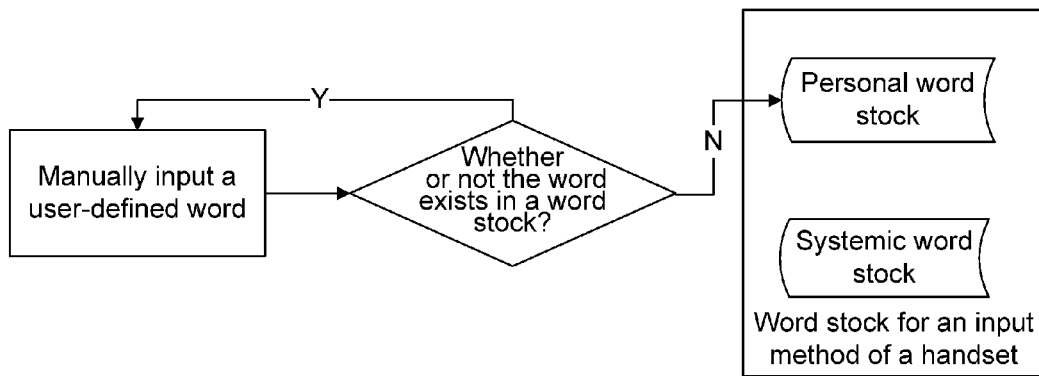 Y
Manually input a
user-defined word
Whether
or not the word
exists in a word
stock?
N
Personal word
stock
Systemic word
stock
Word stock for an input
method of a handset